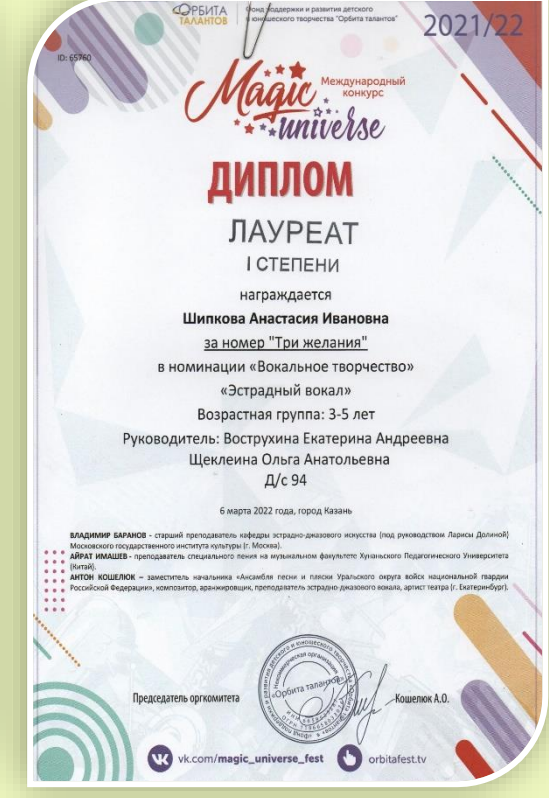 ОРБИТА
ТАЛАНТОВ
Фонд поддержки и развития детского
и юношеского творчества "Орбита талантов"
2021/22
ID: 65760
Magic
universe
Международный
конкурс
ДИПЛОМ
ЛАУРЕАТ
I СТЕПЕНИ
награждается
Шипкова Анастасия Ивановна
за номер "Три желания"
в номинации «Вокальное творчество»
«Эстрадный вокал»
Возрастная группа: 3-5 лет
Руководитель: Вострухина Екатерина Андреевна
Щеклеина Ольга Анатольевна
Д/с 94
6 марта 2022 года, город Казань
ВЛАДИМИР БАРАНОВ - старший преподаватель кафедры эстрадно-джазового искусства (под руководством Ларисы Долиной)
Московского государственного института культуры (г. Москва).
АЙРАТ ИМАШЕВ - преподаватель специального пения на музыкальном факультете Хунаньского Педагогического Университета
(Китай).
АНТОН КОШЕЛЮК – заместитель начальника «Ансамбля песни и пляски Уральского округа войск национальной гвардии
Российской Федерации», композитор, аранжировщик, преподаватель эстрадно-джазового вокала, артист театра (г. Екатеринбург).
Председатель оргкомитета
«Орбита талантов»
Кошелюк А.О.
vk.com/magic_universe_fest
orbitafest.tv